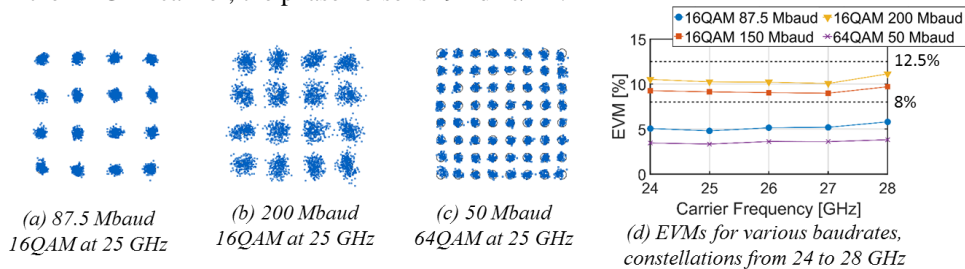 (a) 87.5 Mbaud
16QAM at 25 GHz
(b) 200 Mbaud
16QAM at 25 GHz
(c) 50 Mbaud
64QAM at 25 GHz
16QAM 87.5 Mbaud
16QAM 200 Mbaud
16QAM 150 Mbaud
64QAM 50 Mbaud
EVM [%]
15
10
5
0
12.5%
8%
24
25
26
27
28
Carrier Frequency [GHz]
(d) EVMs for various baudrates,
constellations from 24 to 28 GHz